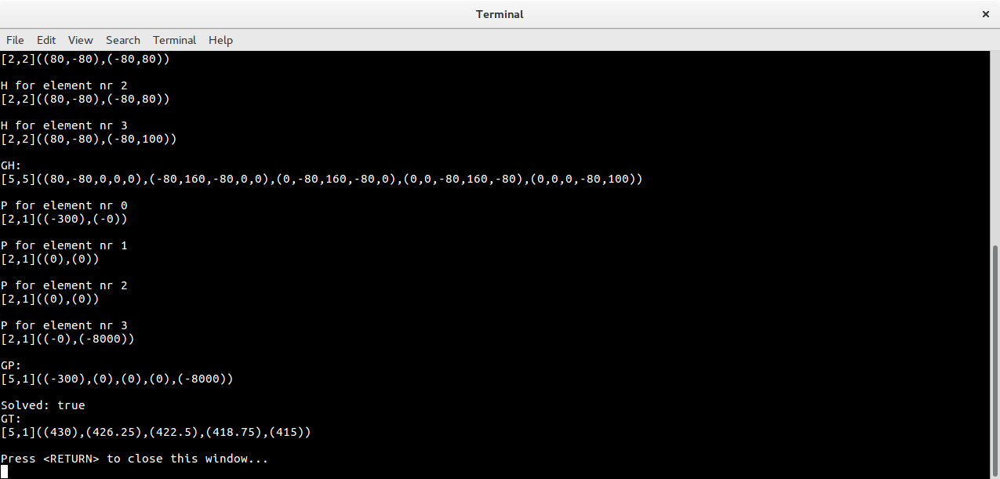 Terminal
×
File Edit View Search Terminal Help
[2,2]((80,-80),(-80,80))
H for element nr 2
[2,2]((80,-80),(-80,80))
H for element nr 3
[2,2]((80,-80),(-80,100))
GH:
[5,5]((80,-80,0,0,0),(-80,160,-80,0,0),(0,-80,160,-80,0),(0,0,-80,160,-80),(0,0,0,-80,100))
P for element nr 0
[2,1]((-300),(-0))
P for element nr 1
[2,1]((0),(0))
P for element nr 2
[2,1]((0),(0))
P for element nr 3
[2,1]((-0),(-8000))
GP:
[5,1]((-300),(0),(0),(0),(-8000))
Solved: true
GT:
[5,1]((430),(426.25),(422.5),(418.75),(415))
Press <RETURN> to close this window...